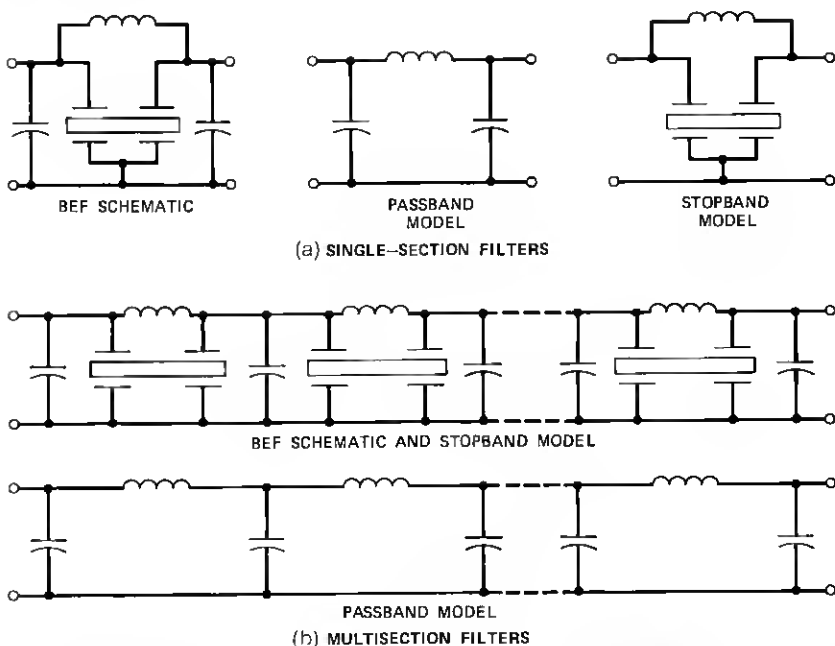 BEF SCHEMATIC
PASSBAND
MODEL
STOPBAND
MODEL
(a) SINGLE-SECTION FILTERS
BEF SCHEMATIC AND STOPBAND MODEL
PASSBAND MODEL
(b) MULTISECTION FILTERS